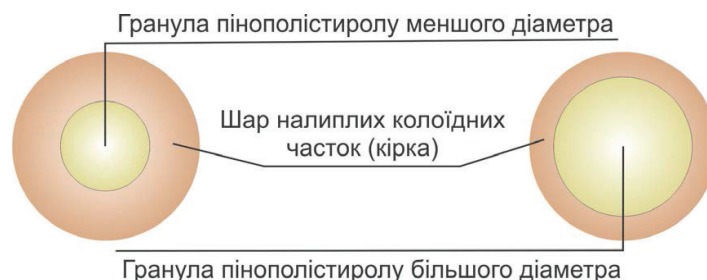 Гранула пінополістиролу меншого діаметра
Шар налиплих колоїдних
часток (кірка)
Гранула пінополістиролу більшого діаметра